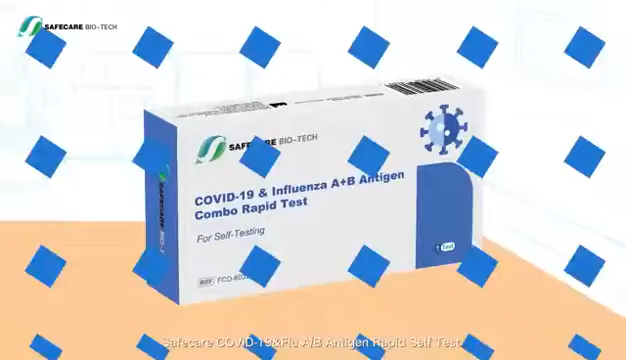 SAFECARE BIO-TECH
SAFECARE BIO-TECH
COVID-19 & Influenza A+B Antigen
Combo Rapid Test
For Self-Testing
REF
1 Test
Safecare COVID-19&Flu A/B Antigen Rapid Self Test